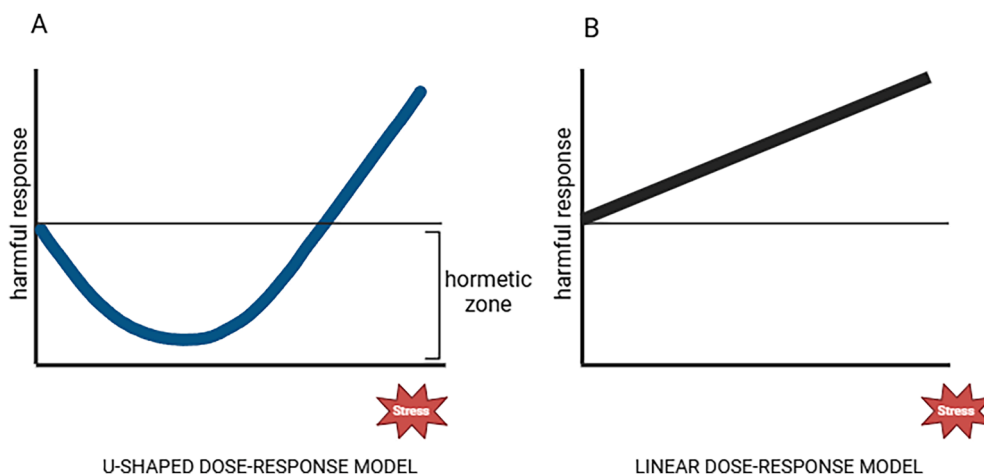 A
B
harmful response
hormetic
zone
harmful response
Stress
Stress
U-SHAPED DOSE-RESPONSE MODEL
LINEAR DOSE-RESPONSE MODEL